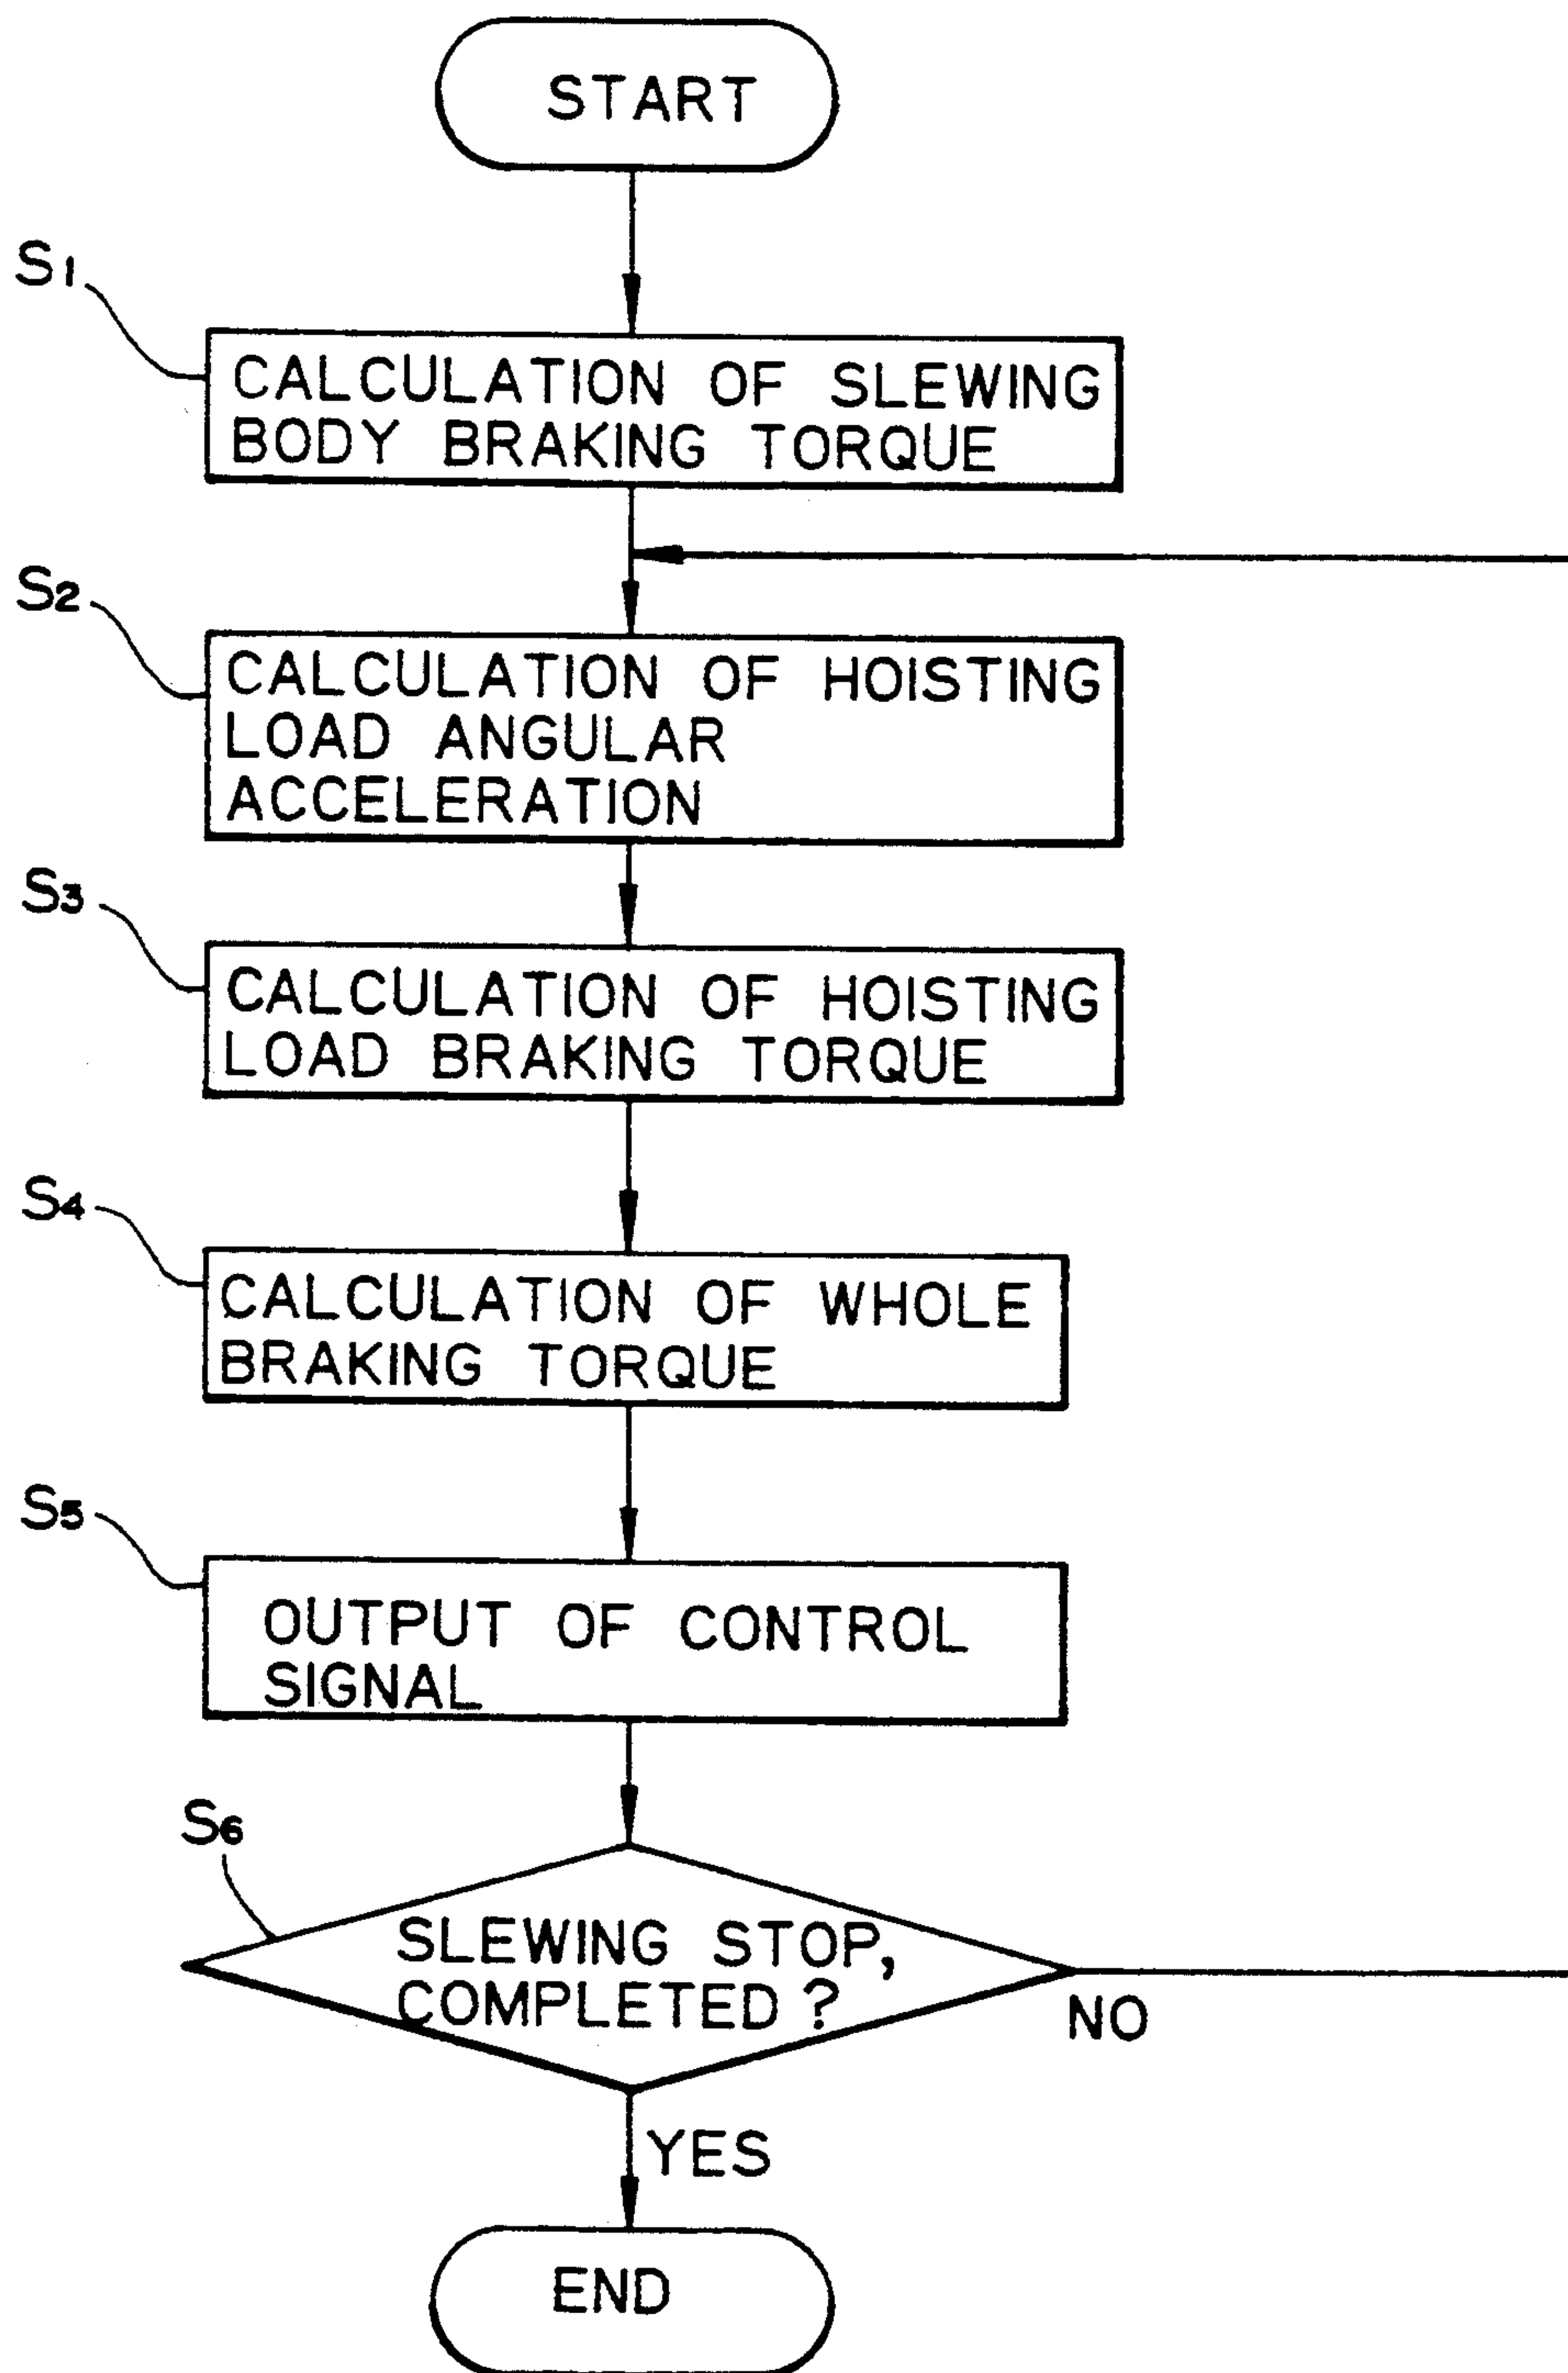 START
S1
CALCULATION OF SLEWING
BODY BRAKING TORQUE
S2
CALCULATION OF HOISTING
LOAD ANGULAR
ACCELERATION
S3
CALCULATION OF HOISTING
LOAD BRAKING TORQUE
S4
CALCULATION OF WHOLE
BRAKING TORQUE
S5
OUTPUT OF CONTROL
SIGNAL
S6
SLEWING STOP,
COMPLETED ?
NO
YES
END